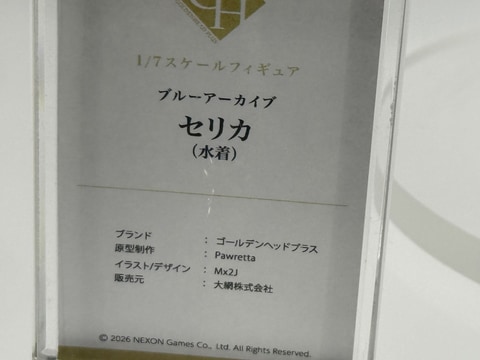 1/7スケールフィギュア
ブルーアーカイブ
セリカ
(水着)
ブランド : ゴールデンヘッドプラス
原型制作 : Pawretta
イラスト/デザイン : Mx2J
販売元 : 大網株式会社
© 2026 NEXON Games Co., Ltd. All Rights Reserved.